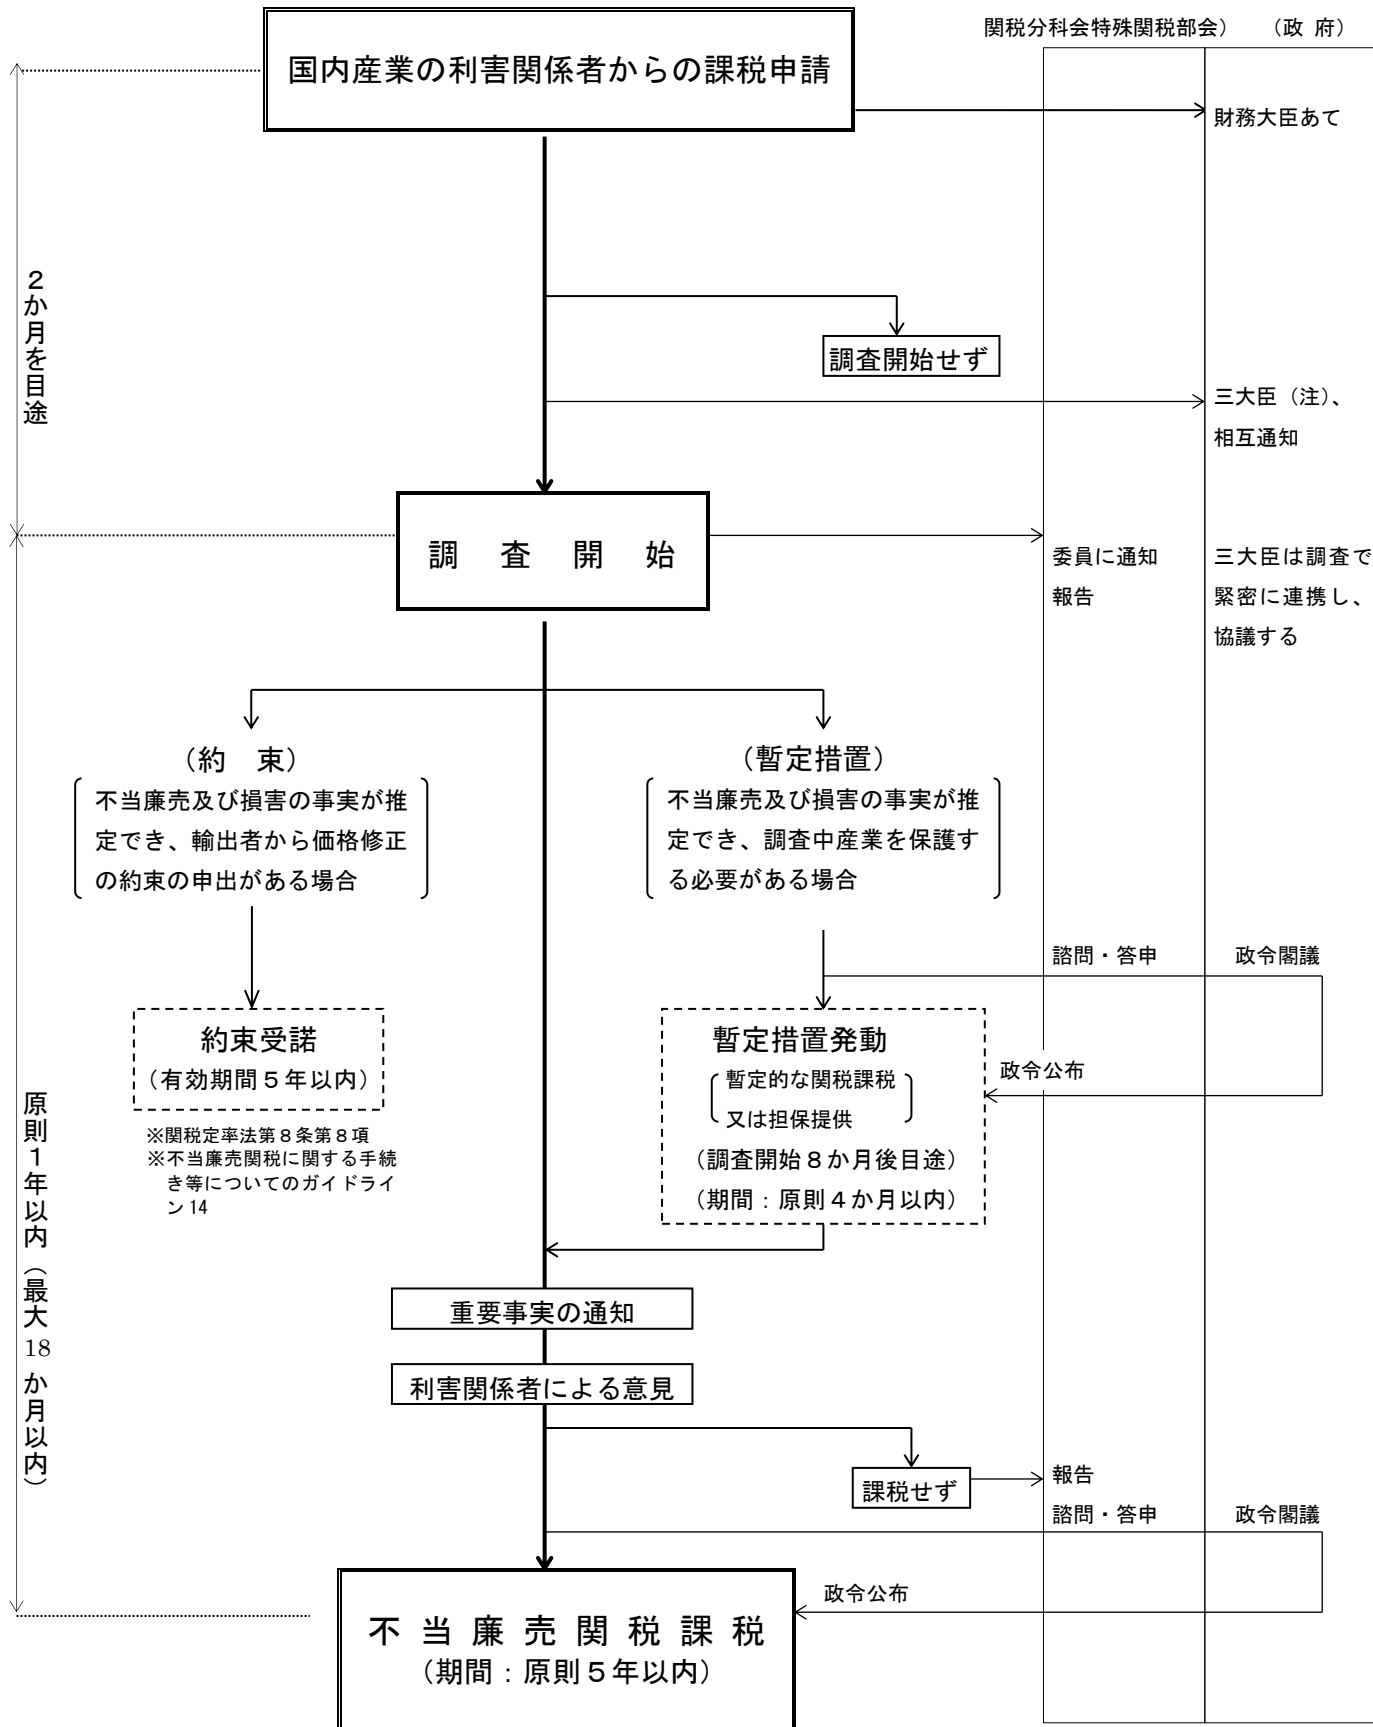 関税分科会特殊関税部会） （政 府）
国内産業の利害関係者からの課税申請
財務大臣あて
２か月を目途
調査開始せず
三大臣（注）、
相互通知
調 査 開 始
委員に通知
報告
三大臣は調査で
緊密に連携し、
協議する
（約 束）
不当廉売及び損害の事実が推
定でき、輸出者から価格修正
の約束の申出がある場合
（暫定措置）
不当廉売及び損害の事実が推
定でき、調査中産業を保護す
る必要がある場合
諮問・答申 政令閣議
約束受諾
（有効期間５年以内）
※関税定率法第８条第８項
※不当廉売関税に関する手続
き等についてのガイドライ
ン 14
暫定措置発動
暫定的な関税課税
又は担保提供
（調査開始８か月後目途）
（期間：原則４か月以内）
政令公布
原則１年以内（最大 18 か月以内）
重要事実の通知
利害関係者による意見
課税せず
報告
諮問・答申 政令閣議
政令公布
不 当 廉 売 関 税 課 税
（期間：原則５年以内）